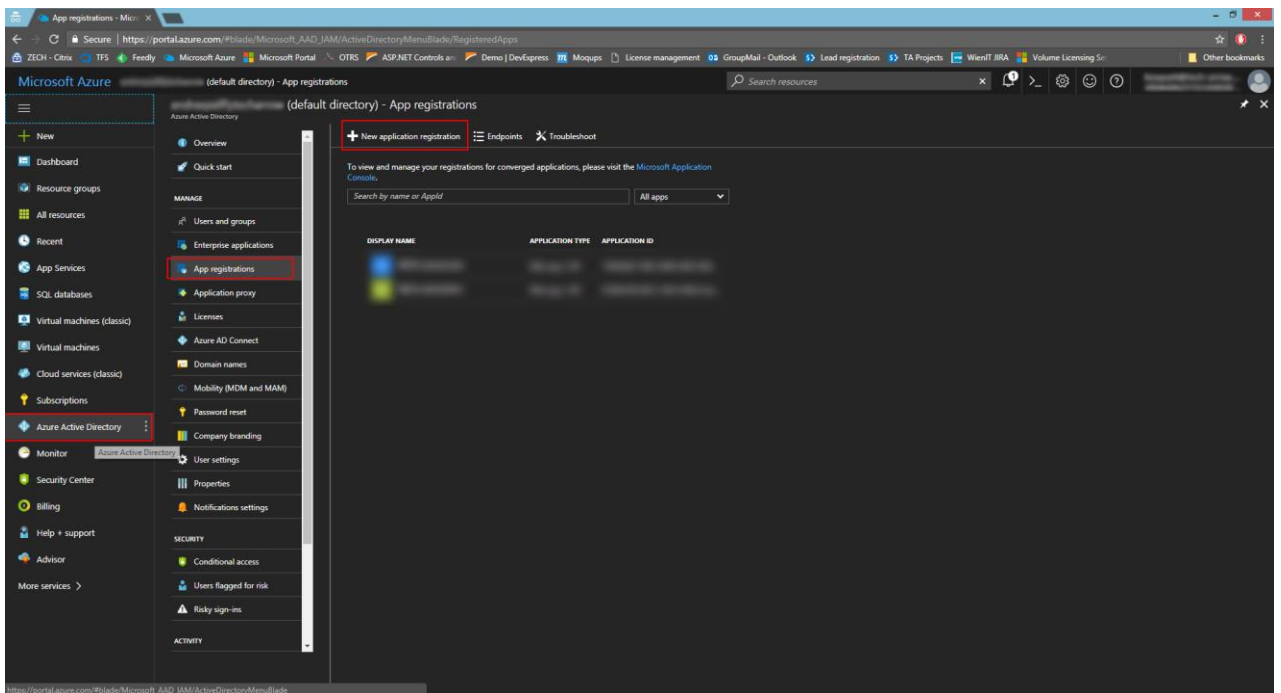 App registrations - Micr
Secure | https://portal.azure.com/#blade/Microsoft_AAD_IAM/ActiveDirectoryMenuBlade/RegisteredApps
ZECH - Citrix TFS Feedly Microsoft Azure Microsoft Portal OTRS ASP.NET Controls an Demo | DevExpress Moqups License management GroupMail - Outlook Lead registration TA Projects WienIT JIRA Volume Licensing Se Other bookmarks
Microsoft Azure (default directory) - App registrations Search resources
(default directory) - App registrations
Azure Active Directory
New
Dashboard
Resource groups
All resources
Recent
App Services
SQL databases
Virtual machines (classic)
Virtual machines
Cloud services (classic)
Subscriptions
Azure Active Directory
Monitor
Azure Active Directory
Security Center
Billing
Help + support
Advisor
More services >
Overview
Quick start
MANAGE
Users and groups
Enterprise applications
App registrations
Application proxy
Licenses
Azure AD Connect
Domain names
Mobility (MDM and MAM)
Password reset
Company branding
User settings
Properties
Notifications settings
SECURITY
Conditional access
Users flagged for risk
Risky sign-ins
ACTIVITY
New application registration Endpoints Troubleshoot
To view and manage your registrations for converged applications, please visit the Microsoft Application
Console.
Search by name or AppId All apps
DISPLAY NAME APPLICATION TYPE APPLICATION ID
https://portal.azure.com/#blade/Microsoft_AAD_IAM/ActiveDirectoryMenuBlade